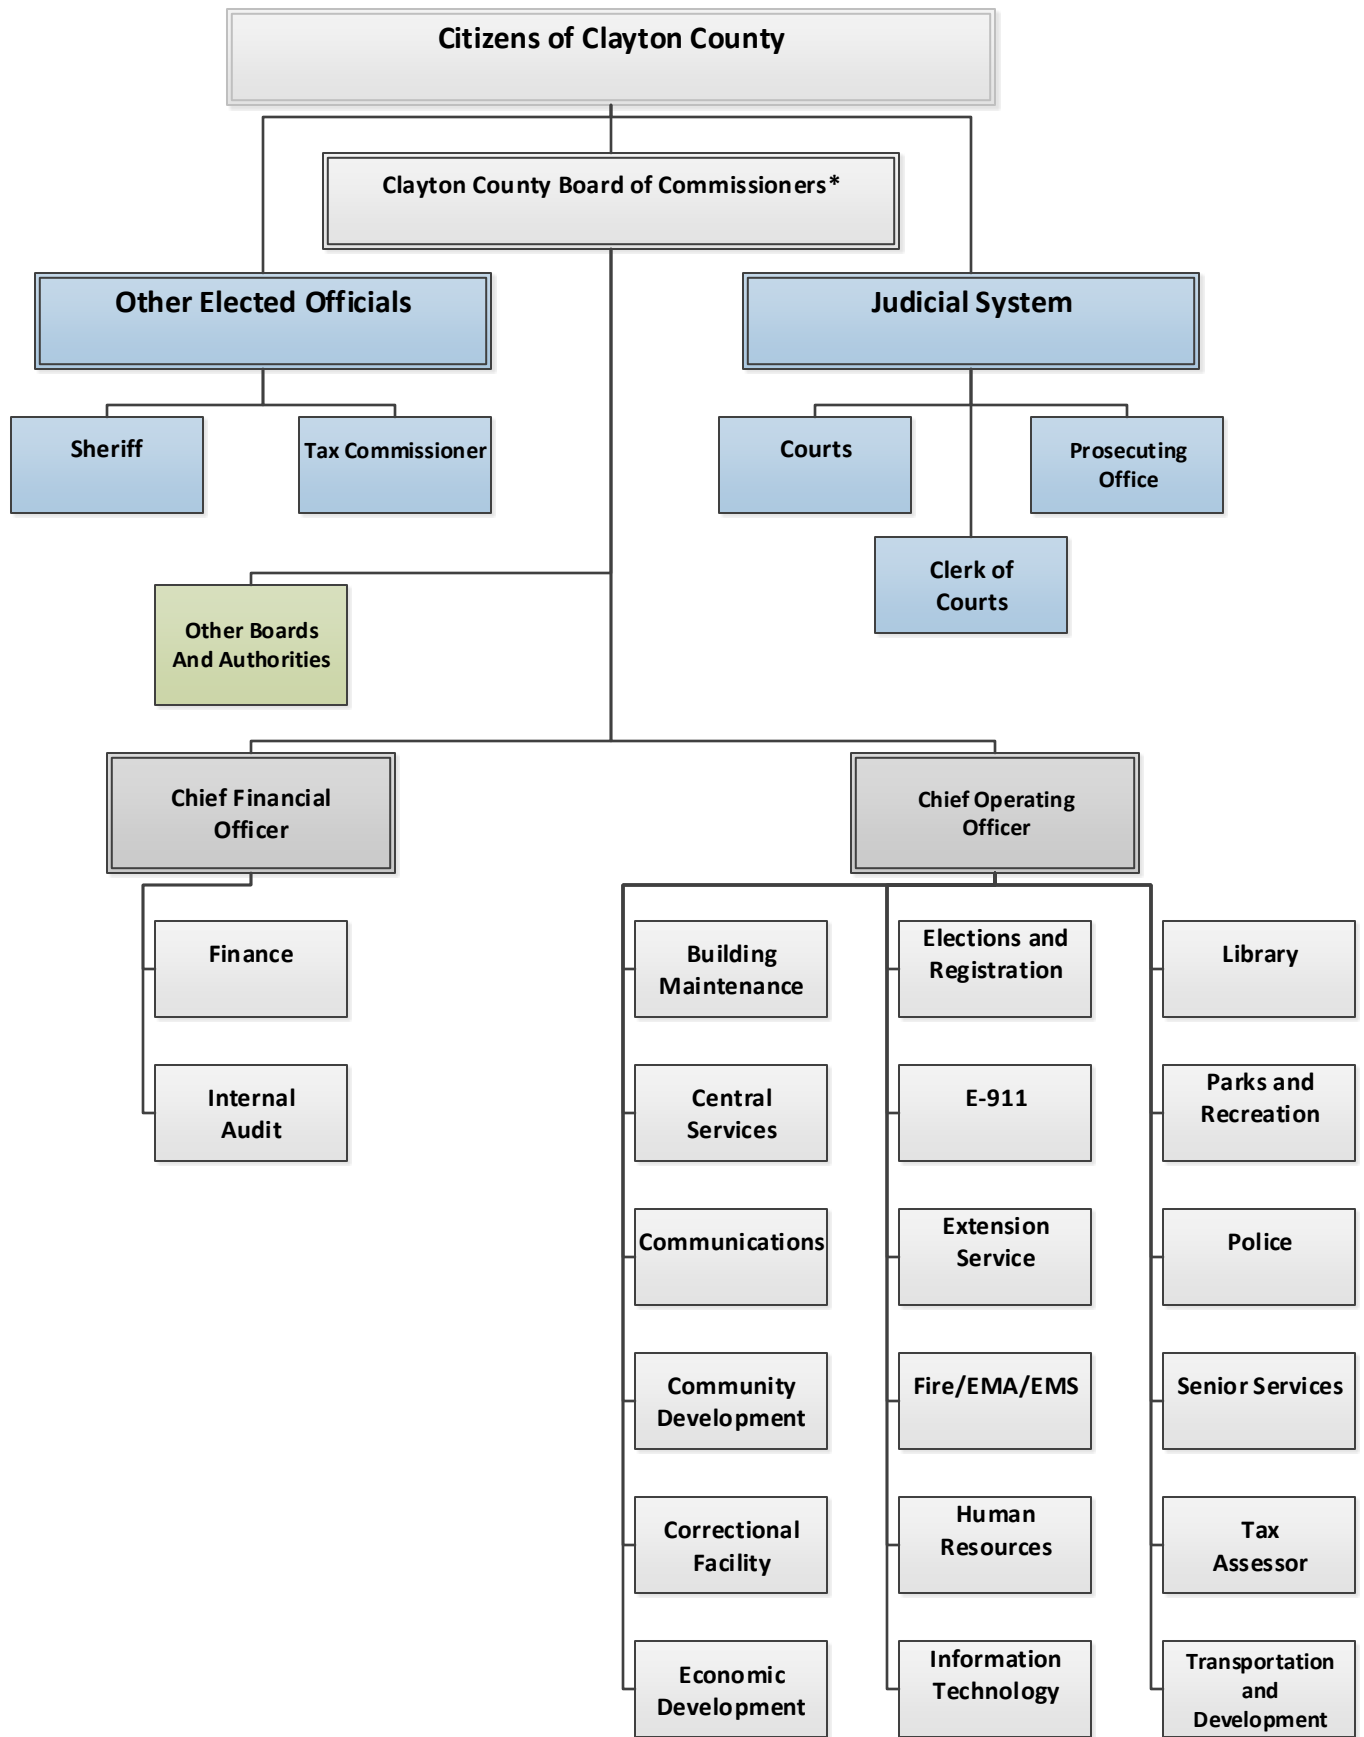 Citizens of Clayton County
Clayton County Board of Commissioners*
Other Elected Officials
Judicial System
Sheriff
Tax Commissioner
Courts
Prosecuting
Office
Clerk of
Courts
Other Boards
And Authorities
Chief Financial
Officer
Chief Operating
Officer
Finance
Internal
Audit
Building
Maintenance
Central
Services
Communications
Community
Development
Correctional
Facility
Economic
Development
Elections and
Registration
E-911
Extension
Service
Fire/EMA/EMS
Human
Resources
Information
Technology
Library
Parks and
Recreation
Police
Senior Services
Tax
Assessor
Transportation
and
Development